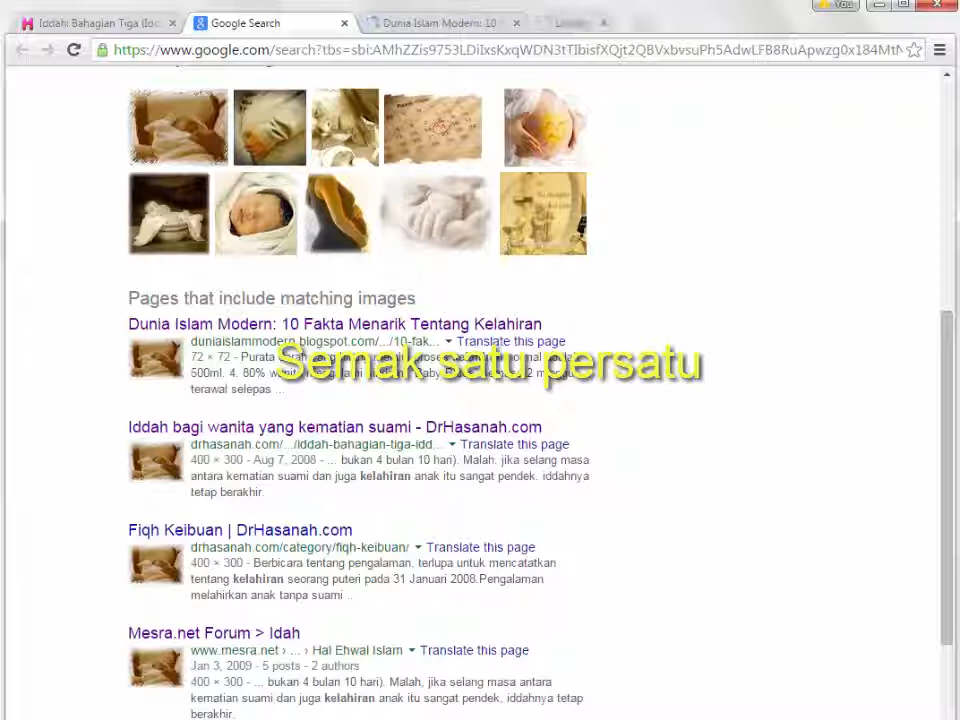 Iddah: Bahagian Tiga (Idd
Google Search
Dunia Islam Modern: 10
You
https://www.google.com/search?tbs=sbi:
Pages that include matching images
Dunia Islam Modern: 10 Fakta Menarik Tentang Kelahiran
duniaislammodern.blogspot.com/.../10-fak... Translate this page
72 × 72 - Purata
500ml. 4. 80%
terawal selepas ...
Semak satu persatu
Iddah bagi wanita yang kematian suami - DrHasanah.com
drhasanah.com/.../iddah-bahagian-tiga-idd... Translate this page
400 × 300 - Aug 7, 2008 - ... bukan 4 bulan 10 hari). Malah. jika selang masa
antara kematian suami dan juga kelahiran anak itu sangat pendek. iddahnya
tetap berakhir.
Fiqh Keibuan | DrHasanah.com
drhasanah.com/category/fiqh-keibuan/ Translate this page
400 × 300 - Berbicara tentang pengalaman, terlupa untuk mencatatkan
tentang kelahiran seorang puteri pada 31 Januari 2008.Pengalaman
melahirkan anak tanpa suami ..
Mesra.net Forum > Idah
www.mesra.net › ... › Hal Ehwal Islam Translate this page
Jan 3, 2009 - 5 posts - 2 authors
400 × 300 - ... bukan 4 bulan 10 hari). Malah, jika selang masa antara
kematian suami dan juga kelahiran anak itu sangat pendek, iddahnya tetap
berakhir.